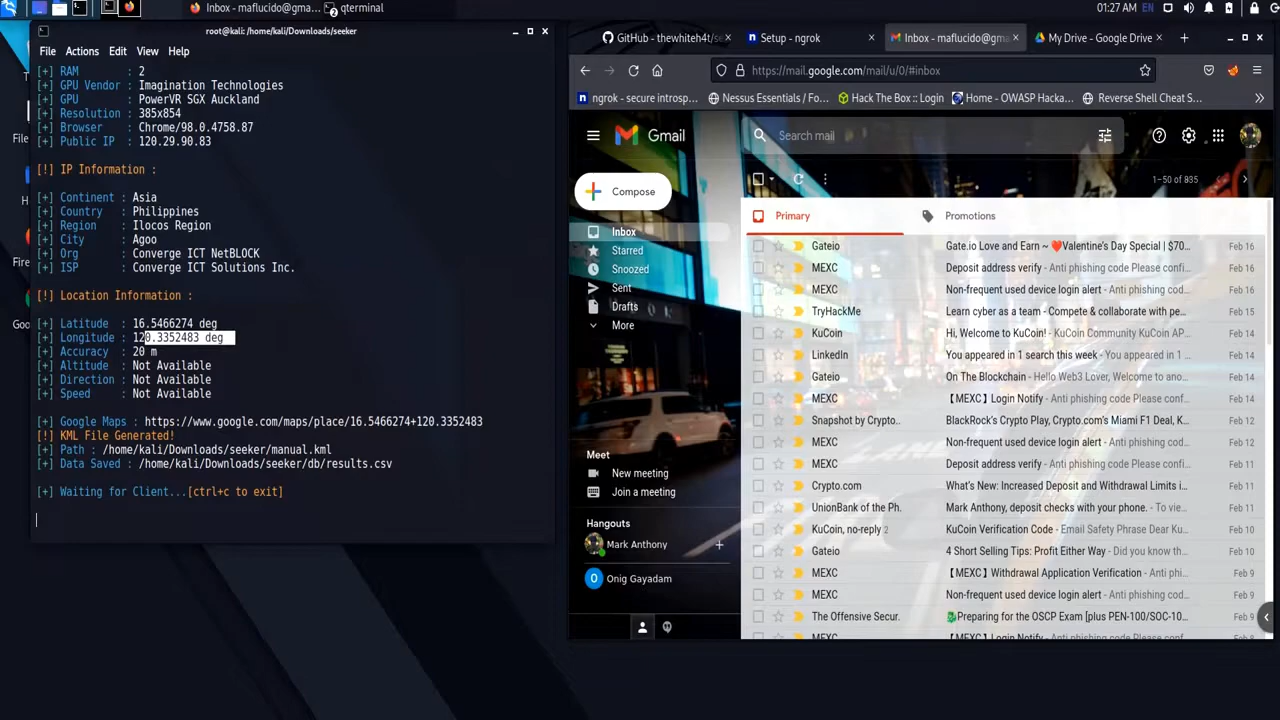 Inbox - maflucido@gma...
qterminal
2
01:27 AM
EN
root@kali: /home/kali/Downloads/seeker
File Actions Edit View Help
[+] RAM : 2
[+] GPU Vendor : Imagination Technologies
[+] GPU : PowerVR SGX Auckland
[+] Resolution : 385x854
[+] Browser : Chrome/98.0.4758.87
[+] Public IP : 120.29.90.83
[!] IP Information :
[+] Continent : Asia
[+] Country : Philippines
[+] Region : Ilocos Region
[+] City : Agoo
[+] Org : Converge ICT NetBLOCK
[+] ISP : Converge ICT Solutions Inc.
[!] Location Information :
[+] Latitude : 16.5466274 deg
[+] Longitude : 120.3352483 deg
[+] Accuracy : 20 m
[+] Altitude : Not Available
[+] Direction : Not Available
[+] Speed : Not Available
[+] Google Maps : https://www.google.com/maps/place/16.5466274+120.3352483
[!] KML File Generated!
[+] Path : /home/kali/Downloads/seeker/manual.kml
[+] Data Saved : /home/kali/Downloads/seeker/db/results.csv
[+] Waiting for Client...[ctrl+c to exit]
File
GitHub - thewhiteh4t/se
Setup - ngrok
Inbox - maflucido@gm
My Drive - Google Drive
https://mail.google.com/mail/u/0/#inbox
ngrok - secure introsp...
Nessus Essentials / Fo...
Hack The Box :: Login
Home - OWASP Hacka...
Reverse Shell Cheat S...
Gmail
Search mail
Compose
1–50 of 835
Inbox
Starred
Snoozed
Sent
Drafts
More
Meet
New meeting
Join a meeting
Hangouts
Mark Anthony
O Onig Gayadam
Primary
Promotions
Gateio Gate.io Love and Earn ~ ❤️Valentine's Day Special | $70... Feb 16
MEXC Deposit address verify - Anti phishing code Please confi... Feb 16
MEXC Non-frequent used device login alert - Anti phishing cod... Feb 16
TryHackMe Learn cyber as a team - Compete & collaborate with pe... Feb 14
KuCoin Hi, Welcome to KuCoin! - KuCoin Community KuCoin AP... Feb 14
LinkedIn You appeared in 1 search this week - You appeared in 1 ... Feb 14
Gateio On The Blockchain - Hello Web3 Lover, Welcome to ano... Feb 14
MEXC 【MEXC】Login Notify - Anti phishing code Please confir... Feb 14
Snapshot by Crypto.. BlackRock's Crypto Play, Crypto.com's Miami F1 Deal, K... Feb 12
MEXC Non-frequent used device login alert - Anti phishing cod... Feb 12
MEXC Deposit address verify - Anti phishing code Please confi... Feb 11
Crypto.com What's New: Increased Deposit and Withdrawal Limits i... Feb 11
UnionBank of the Ph. Mark Anthony, deposit checks with your phone. - To vie... Feb 11
KuCoin, no-reply 2 KuCoin Verification Code - Email Safety Phrase Dear Ku... Feb 10
Gateio 4 Short Selling Tips: Profit Either Way - Did you know th... Feb 10
MEXC 【MEXC】Withdrawal Application Verification - Anti phi... Feb 9
MEXC Non-frequent used device login alert - Anti phishing cod... Feb 9
The Offensive Secur. Preparing for the OSCP Exam [plus PEN-100/SOC-10... Feb 9
MEXC 【MEXC】Login Notify - Anti phishing code Please confir...